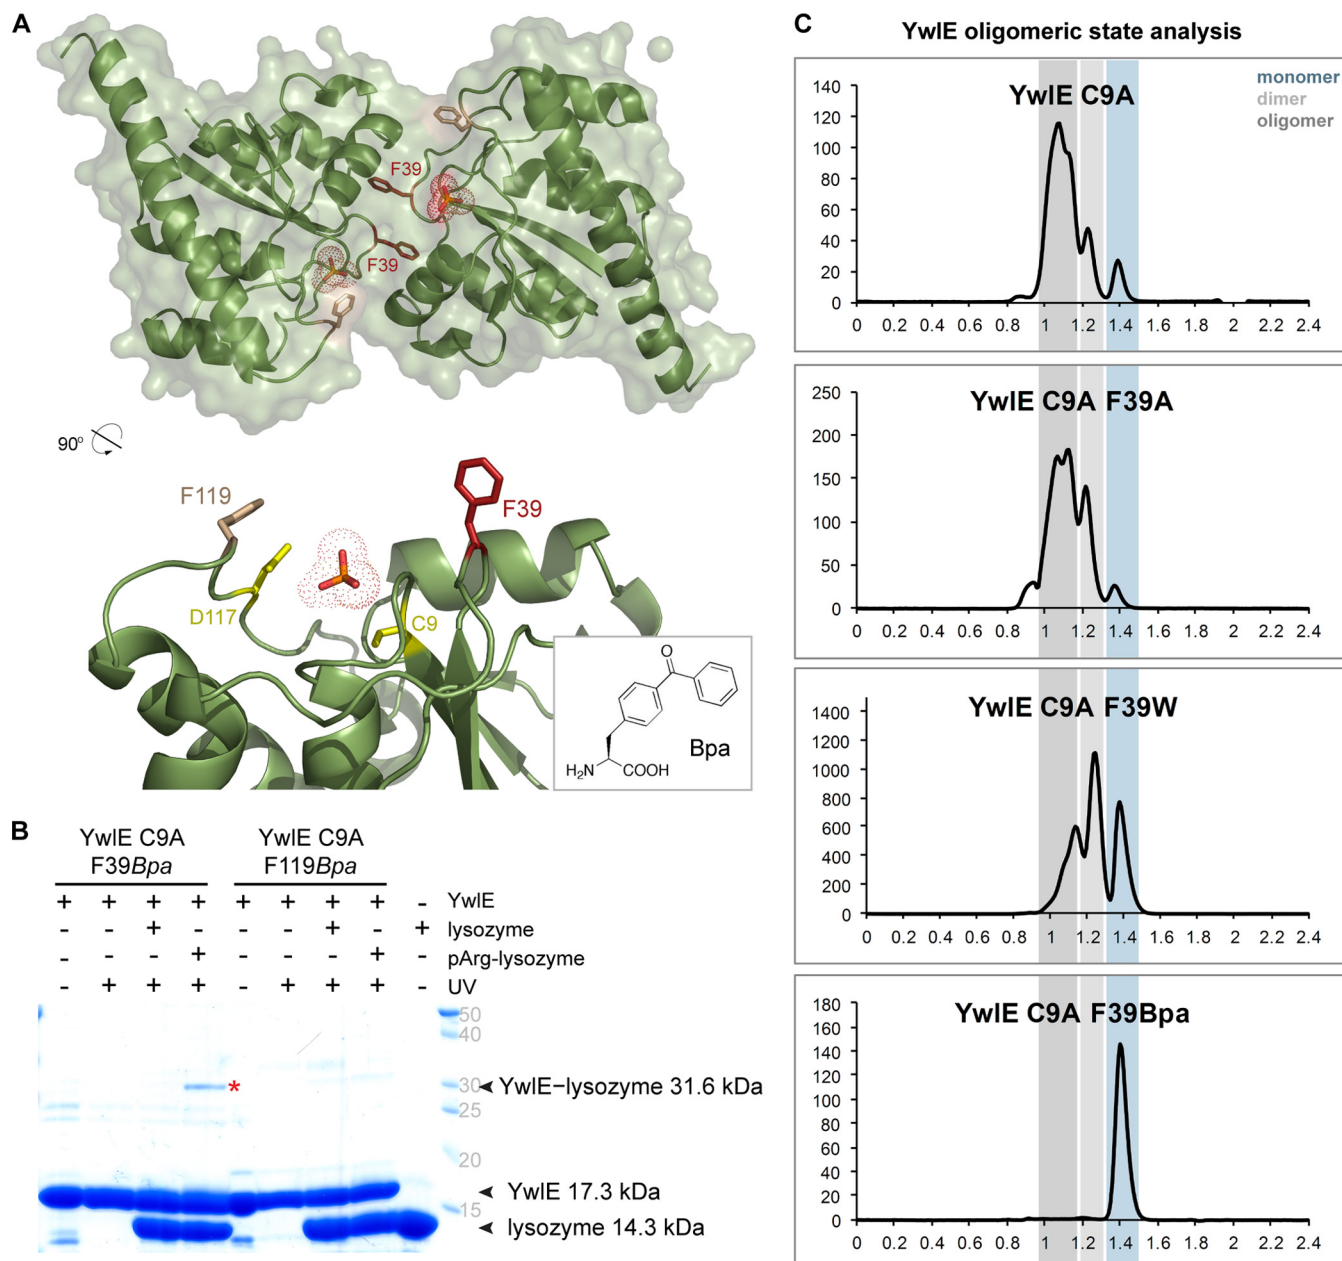 A
F39
F39
90º
F119
F39
D117
C9
O
H₂N
COOH
Bpa
B
YwlE C9A YwlE C9A
F39Bpa F119Bpa
+ + + + + + + + - YwlE
- - + - - - + - + lysozyme
- - - + - - - + - pArg-lysozyme
- + + + - + + + - UV
50
40
30
25
20
15
* YwlE–lysozyme 31.6 kDa
YwlE 17.3 kDa
lysozyme 14.3 kDa
C
YwlE oligomeric state analysis
monomer
dimer
oligomer
YwlE C9A
140
120
100
80
60
40
20
0
0 0.2 0.4 0.6 0.8 1 1.2 1.4 1.6 1.8 2 2.2 2.4
YwlE C9A F39A
250
200
150
100
50
0
0 0.2 0.4 0.6 0.8 1 1.2 1.4 1.6 1.8 2 2.2 2.4
YwlE C9A F39W
1400
1200
1000
800
600
400
200
0
0 0.2 0.4 0.6 0.8 1 1.2 1.4 1.6 1.8 2 2.2 2.4
YwlE C9A F39Bpa
180
160
140
120
100
80
60
40
20
0
0 0.2 0.4 0.6 0.8 1 1.2 1.4 1.6 1.8 2 2.2 2.4